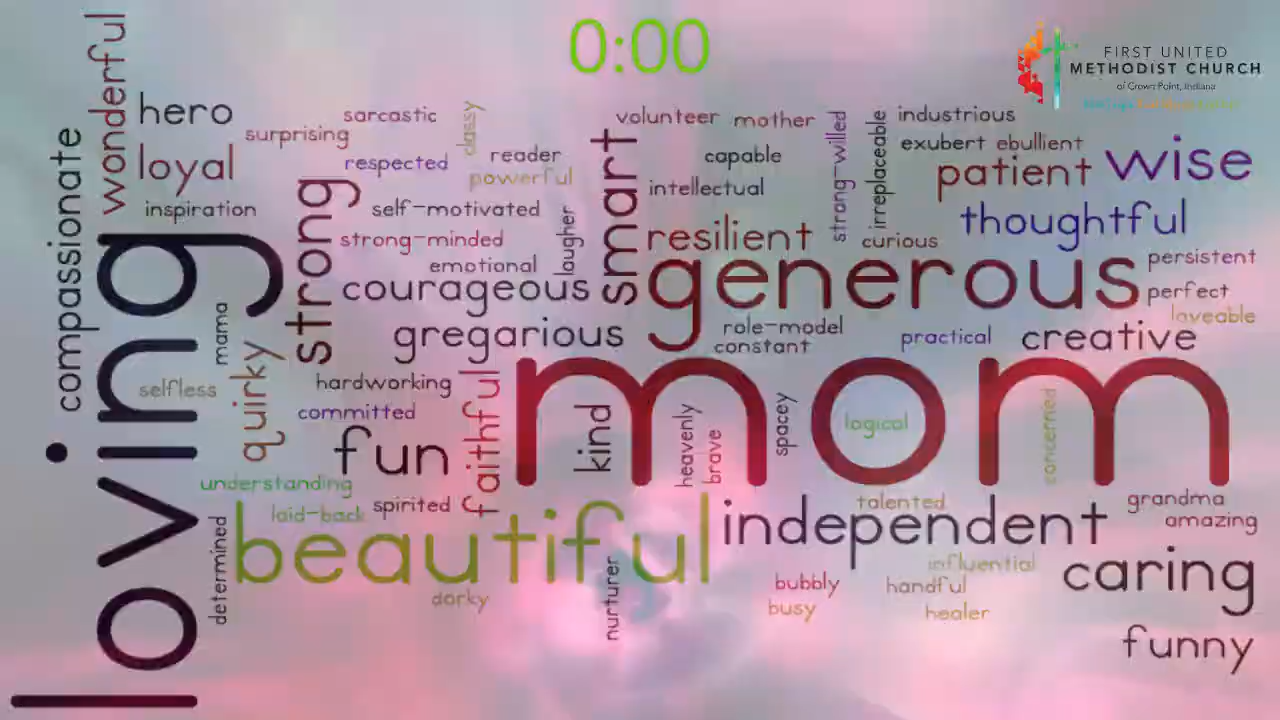 0:00
FIRST UNITED
METHODIST CHURCH
of Crown Point, Indiana
wonderful
hero
surprising
sarcastic
classy
volunteer
mother
strong-willed
irreplaceable
industrious
compassionate
loyal
respected
reader
powerful
smart
capable
exubert
ebullient
patient
wise
inspiration
strong
self-motivated
intellectual
thoughtful
strong-minded
laugher
resilient
curious
loving
emotional
courageous
generous
persistent
perfect
loveable
mama
gregarious
role-model
constant
practical
creative
selfless
quirky
hardworking
committed
faithful
mom
kind
heavenly
brave
spacey
logical
concerned
fun
understanding
laid-back
spirited
beautiful
independent
talented
grandma
amazing
determined
dorky
nurturer
bubbly
busy
influential
handful
healer
caring
funny